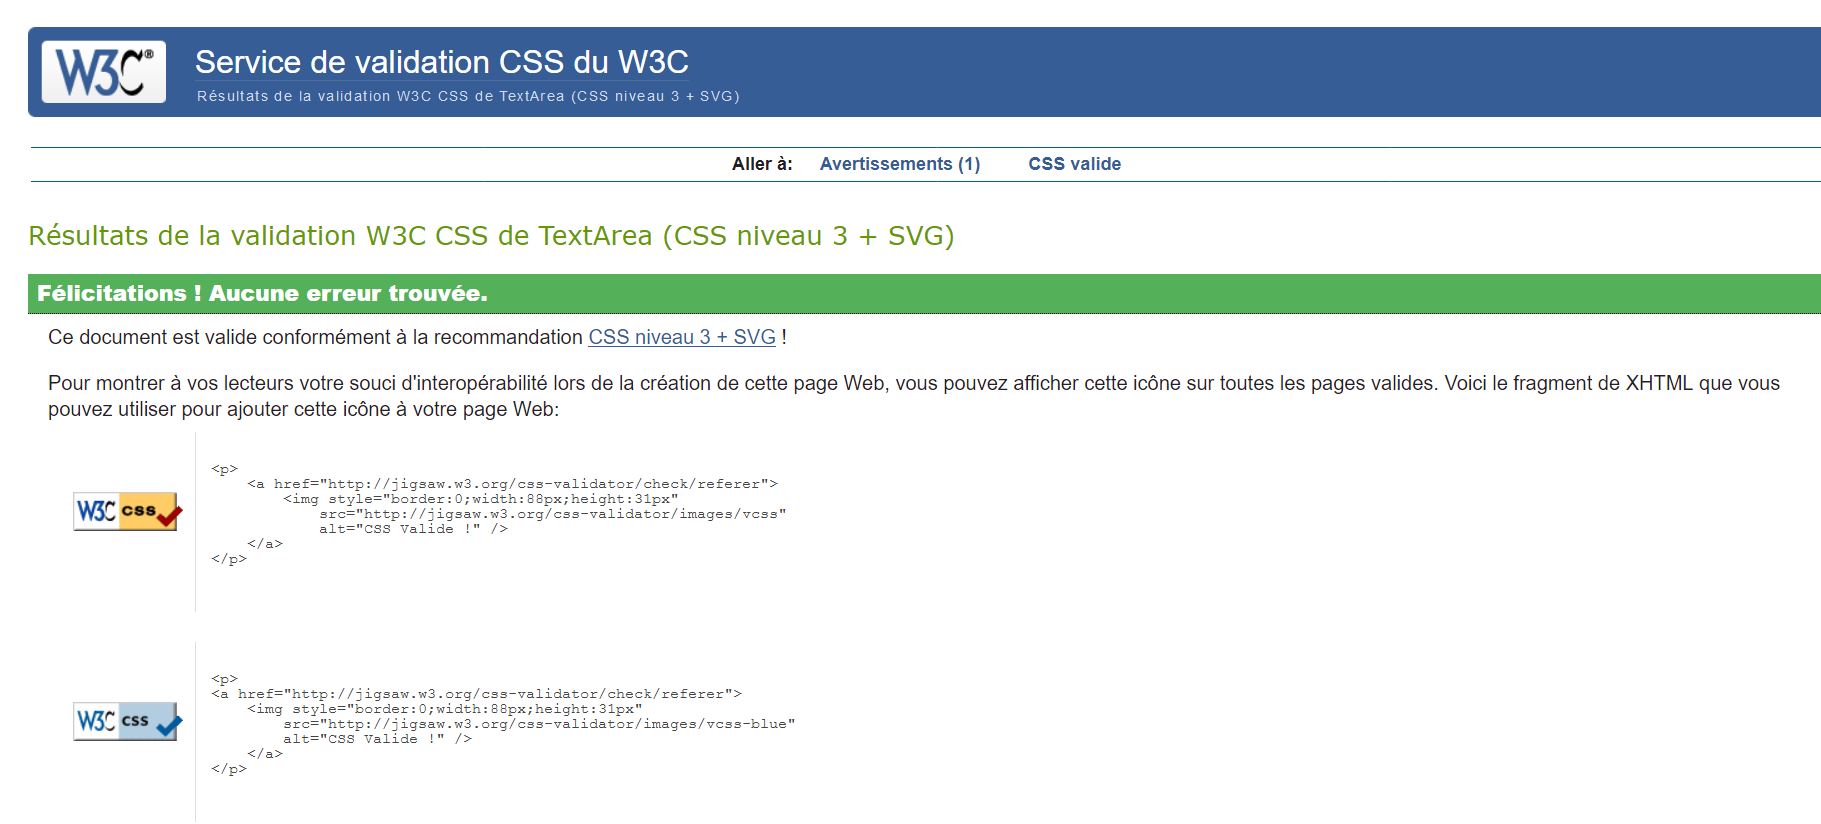 W3C®
Service de validation CSS du W3C
Résultats de la validation W3C CSS de TextArea (CSS niveau 3 + SVG)
Aller à: Avertissements (1) CSS valide
Résultats de la validation W3C CSS de TextArea (CSS niveau 3 + SVG)
Félicitations ! Aucune erreur trouvée.
Ce document est valide conformément à la recommandation CSS niveau 3 + SVG !
Pour montrer à vos lecteurs votre souci d'interopérabilité lors de la création de cette page Web, vous pouvez afficher cette icône sur toutes les pages valides. Voici le fragment de XHTML que vous
pouvez utiliser pour ajouter cette icône à votre page Web:
W3C css
<p>
<a href="http://jigsaw.w3.org/css-validator/check/referer">
<img style="border:0;width:88px;height:31px"
src="http://jigsaw.w3.org/css-validator/images/vcss"
alt="CSS Valide !" />
</a>
</p>
W3C css
<p>
<a href="http://jigsaw.w3.org/css-validator/check/referer">
<img style="border:0;width:88px;height:31px"
src="http://jigsaw.w3.org/css-validator/images/vcss-blue"
alt="CSS Valide !" />
</a>
</p>